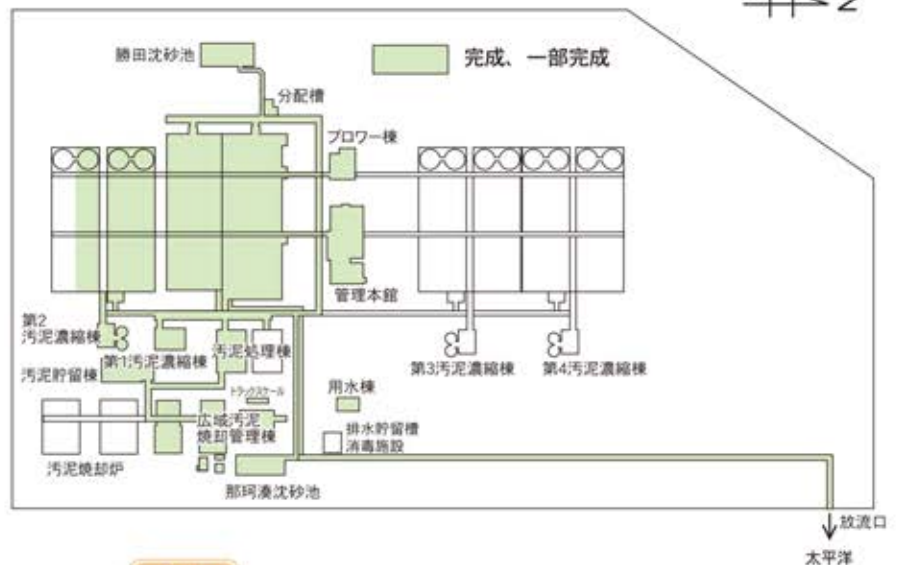 Z
勝田沈砂池
完成、一部完成
分配槽
ブロワー棟
管理本館
第2
汚泥濃縮棟
第1汚泥濃縮棟
汚泥処理棟
第3汚泥濃縮棟
第4汚泥濃縮棟
汚泥貯留棟
トラックスケール
用水棟
広域汚泥
焼却管理棟
排水貯留槽
消毒施設
汚泥焼却炉
那珂湊沈砂池
放流口
太平洋